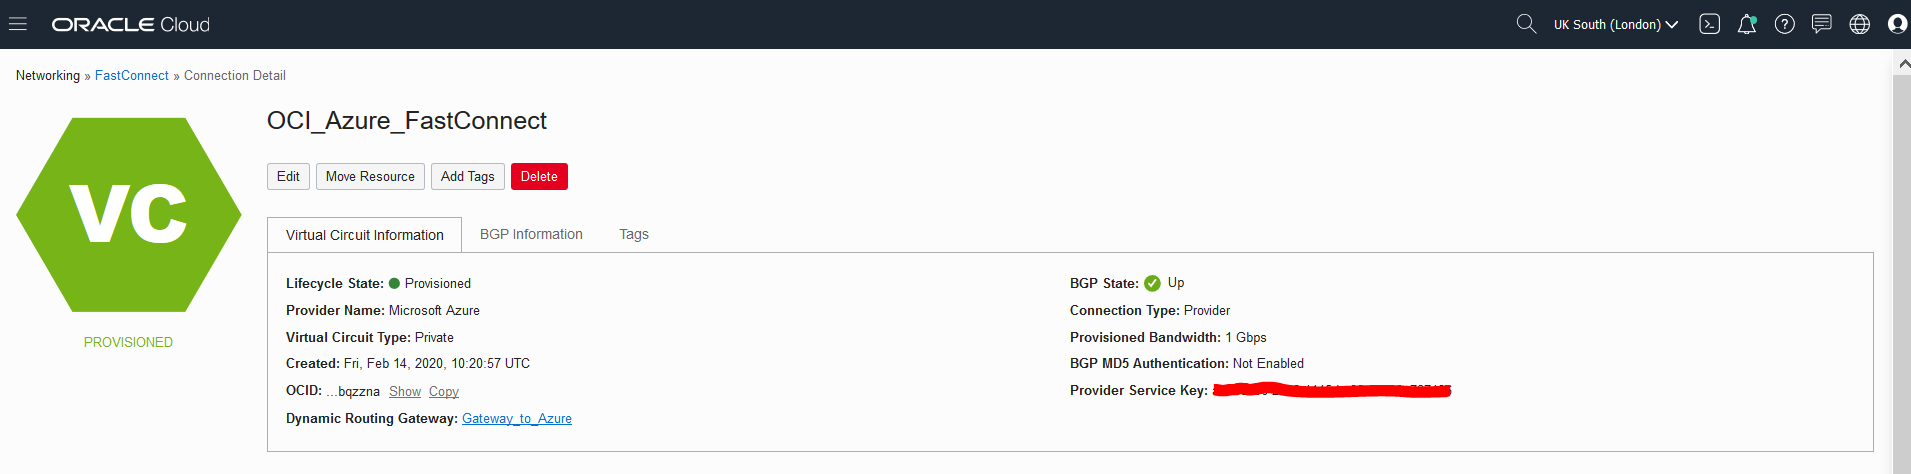 ORACLE Cloud
UK South (London)
Networking » FastConnect » Connection Detail
VC
PROVISIONED
OCI_Azure_FastConnect
Edit Move Resource Add Tags Delete
Virtual Circuit Information BGP Information Tags
Lifecycle State: Provisioned
Provider Name: Microsoft Azure
Virtual Circuit Type: Private
Created: Fri, Feb 14, 2020, 10:20:57 UTC
OCID: ...bqzzna Show Copy
Dynamic Routing Gateway: Gateway_to_Azure
BGP State: Up
Connection Type: Provider
Provisioned Bandwidth: 1 Gbps
BGP MD5 Authentication: Not Enabled
Provider Service Key: